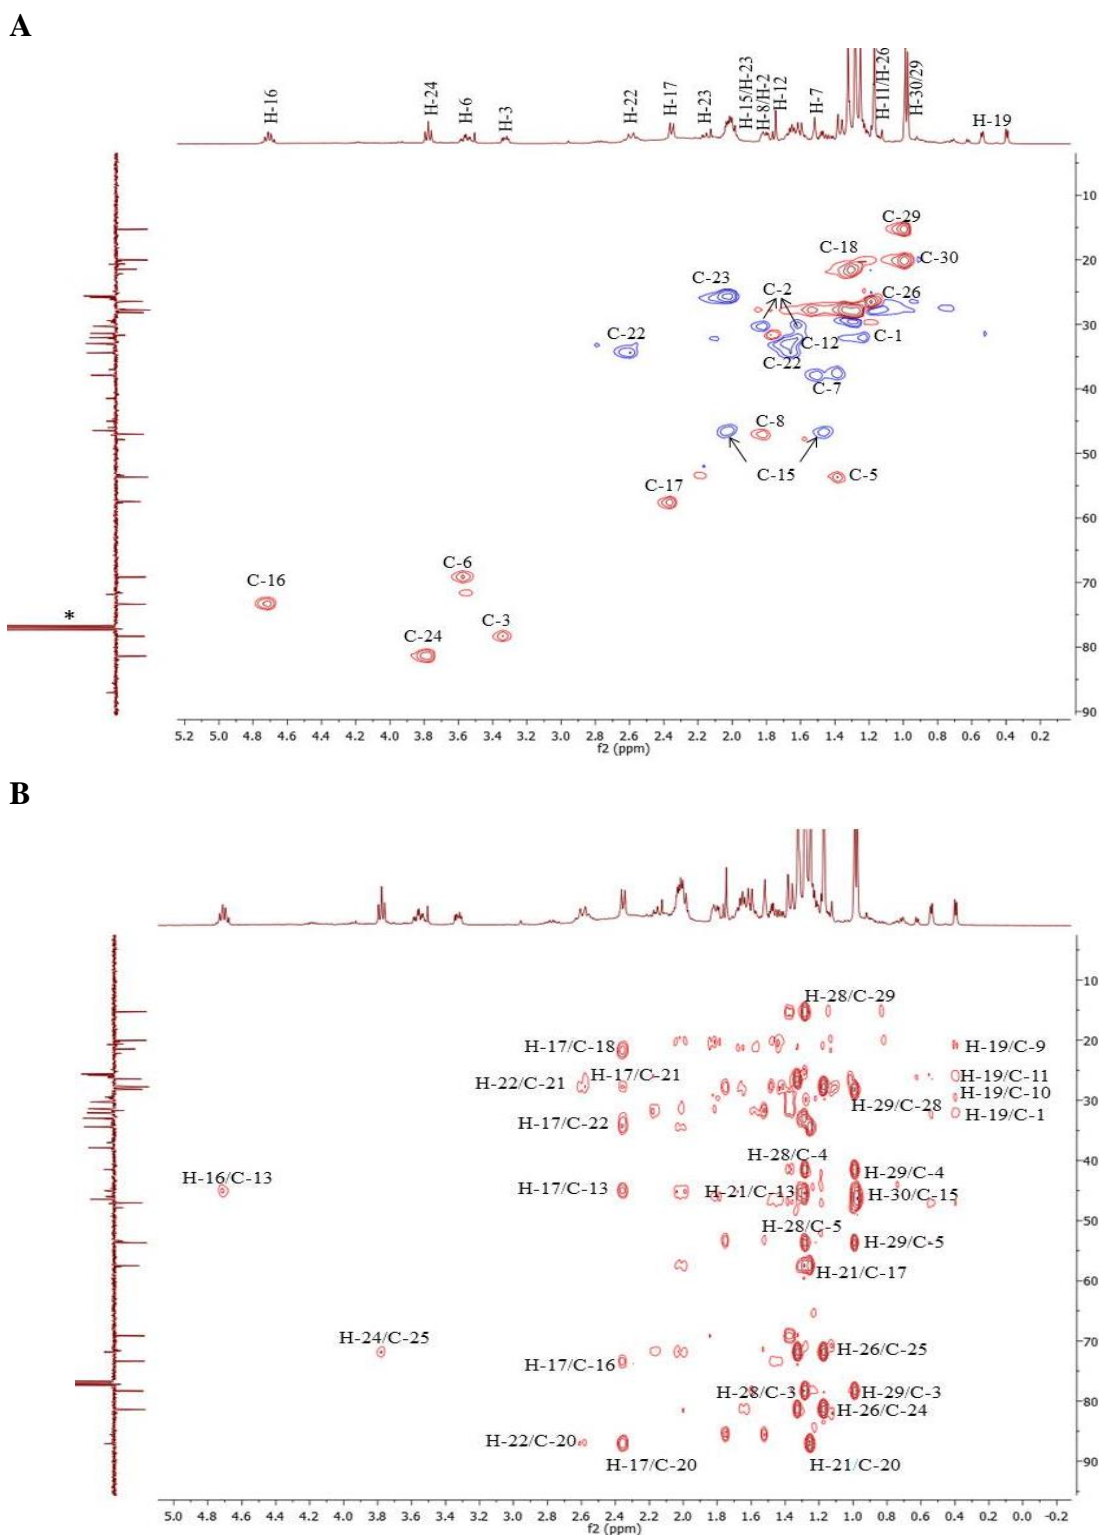 A
H-16
H-24
H-6
H-3
H-22
H-17
H-23
H-15/H-23
H-8/H-2
H-12
H-7
H-11/H-26
H-30/29
H-19
10
20
30
40
50
60
70
80
90
C-29
C-18
C-30
C-23
C-2
C-26
C-22
C-12
C-1
C-22
C-7
C-8
C-15
C-5
C-17
C-6
C-16
*
C-3
C-24
5.2 5.0 4.8 4.6 4.4 4.2 4.0 3.8 3.6 3.4 3.2 3.0 2.8 2.6 2.4 2.2 2.0 1.8 1.6 1.4 1.2 1.0 0.8 0.6 0.4 0.2
f2 (ppm)
B
10
20
30
40
50
60
70
80
90
H-28/C-29
H-17/C-18
H-19/C-9
H-17/C-21
H-22/C-21
H-19/C-11
H-19/C-10
H-29/C-28
H-19/C-1
H-17/C-22
H-28/C-4
H-29/C-4
H-16/C-13
H-17/C-13
H-21/C-13
H-30/C-15
H-28/C-5
H-29/C-5
H-21/C-17
H-24/C-25
H-26/C-25
H-17/C-16
H-28/C-3
H-29/C-3
H-26/C-24
H-22/C-20
H-17/C-20
H-21/C-20
5.0 4.8 4.6 4.4 4.2 4.0 3.8 3.6 3.4 3.2 3.0 2.8 2.6 2.4 2.2 2.0 1.8 1.6 1.4 1.2 1.0 0.8 0.6 0.4 0.2 -0.0 -0.2
f2 (ppm)